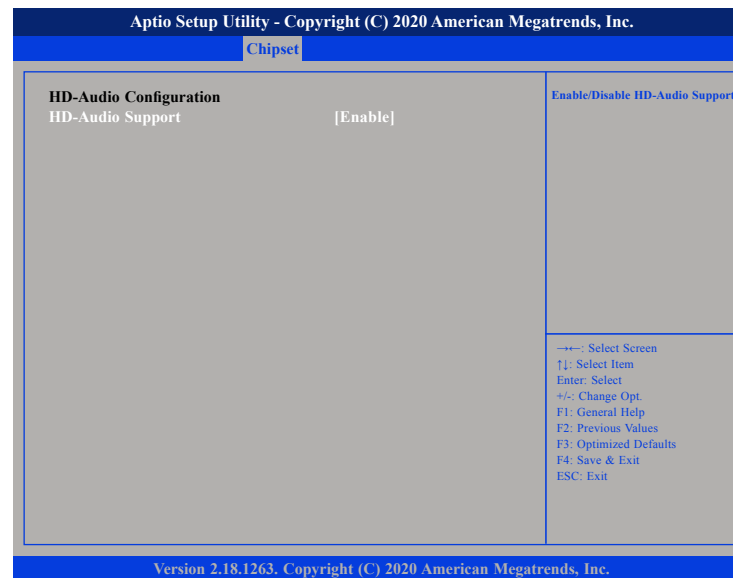 Aptio Setup Utility - Copyright (C) 2020 American Megatrends, Inc.
Chipset
HD-Audio Configuration
HD-Audio Support [Enable]
Enable/Disable HD-Audio Support
→←: Select Screen
↑↓: Select Item
Enter: Select
+/-: Change Opt.
F1: General Help
F2: Previous Values
F3: Optimized Defaults
F4: Save & Exit
ESC: Exit
Version 2.18.1263. Copyright (C) 2020 American Megatrends, Inc.